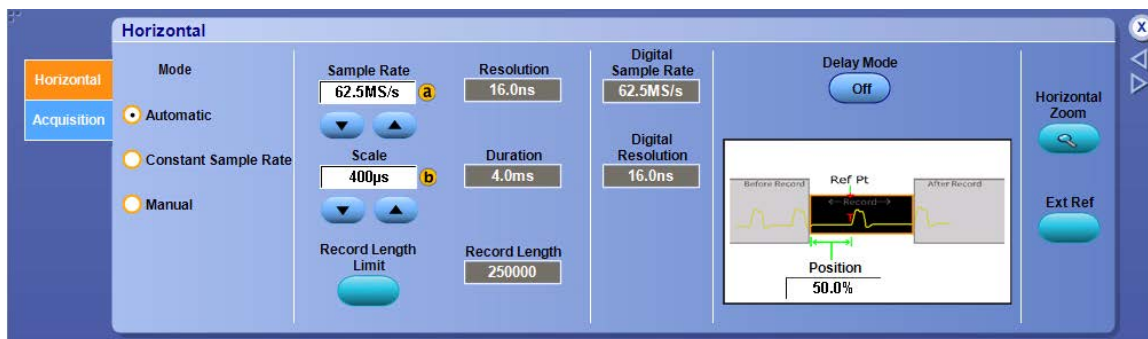 Horizontal
X
Horizontal
Acquisition
Mode
Automatic
Constant Sample Rate
Manual
Sample Rate
62.5MS/s
a
Scale
400µs
b
Record Length
Limit
Resolution
16.0ns
Duration
4.0ms
Record Length
250000
Digital
Sample Rate
62.5MS/s
Digital
Resolution
16.0ns
Delay Mode
Off
Before Record
Ref Pt
After Record
Record
T
Position
50.0%
Horizontal
Zoom
Ext Ref